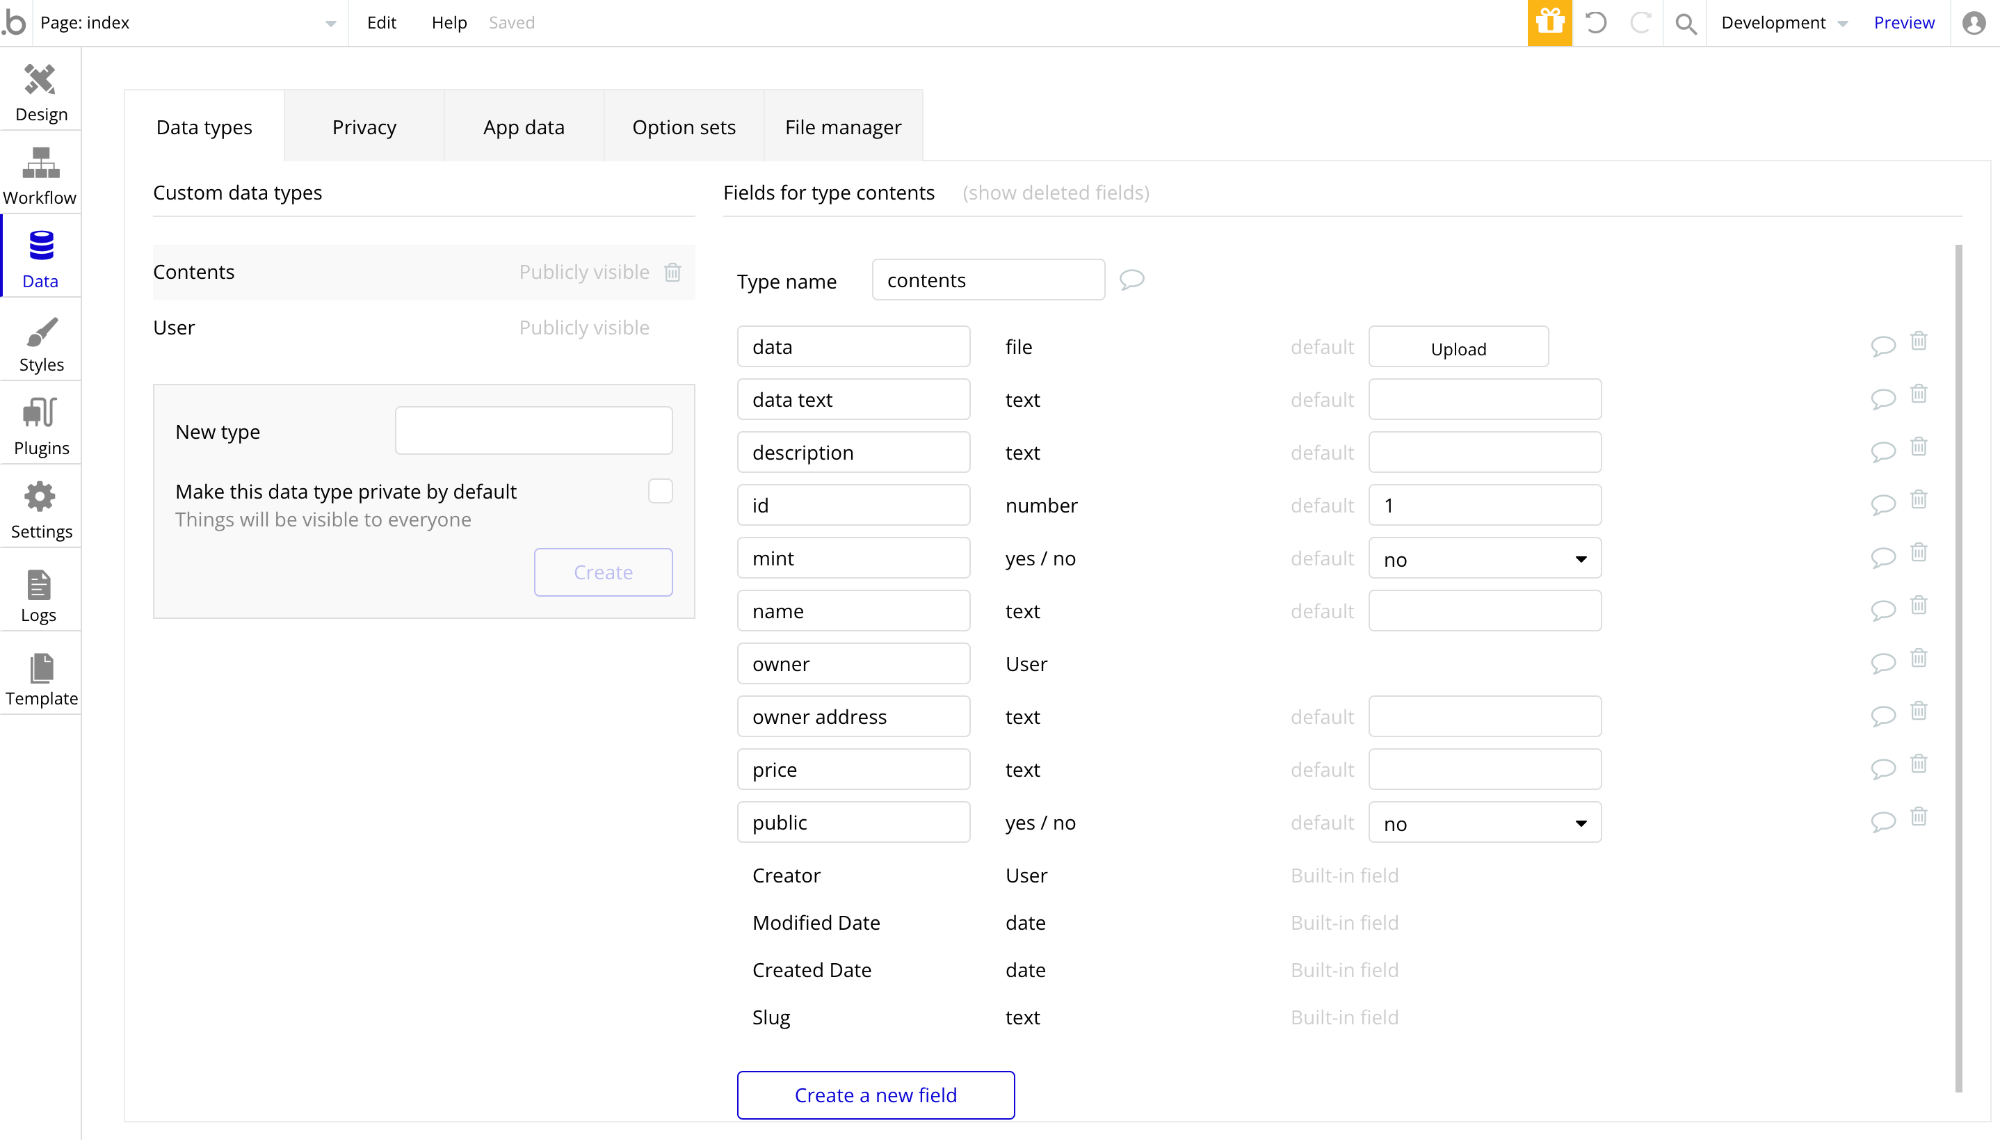 .b Page: index Edit Help Saved Development Preview
Design
Workflow
Data
Styles
Plugins
Settings
Logs
Template
Data types Privacy App data Option sets File manager
Custom data types
Contents Publicly visible
User Publicly visible
New type
Make this data type private by default
Things will be visible to everyone
Create
Fields for type contents (show deleted fields)
Type name contents
data file default Upload
data text text default
description text default
id number default 1
mint yes / no default no
name text default
owner User
owner address text default
price text default
public yes / no default no
Creator User Built-in field
Modified Date date Built-in field
Created Date date Built-in field
Slug text Built-in field
Create a new field